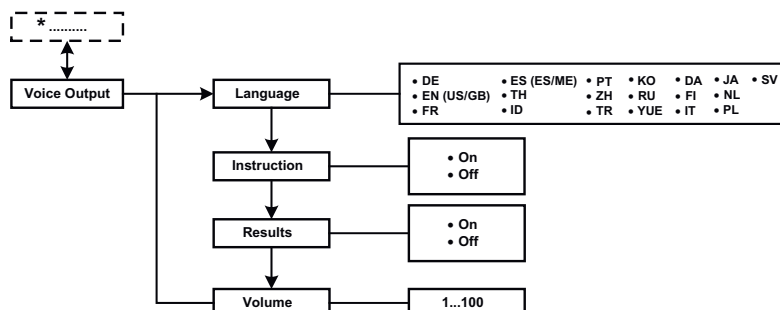 * ..........
Voice Output
Language
• DE • ES (ES/ME) • PT • KO • DA • JA • SV
• EN (US/GB) • TH • ZH • RU • FI • NL
• FR • ID • TR • YUE • IT • PL
Instruction
• On
• Off
Results
• On
• Off
Volume
1...100